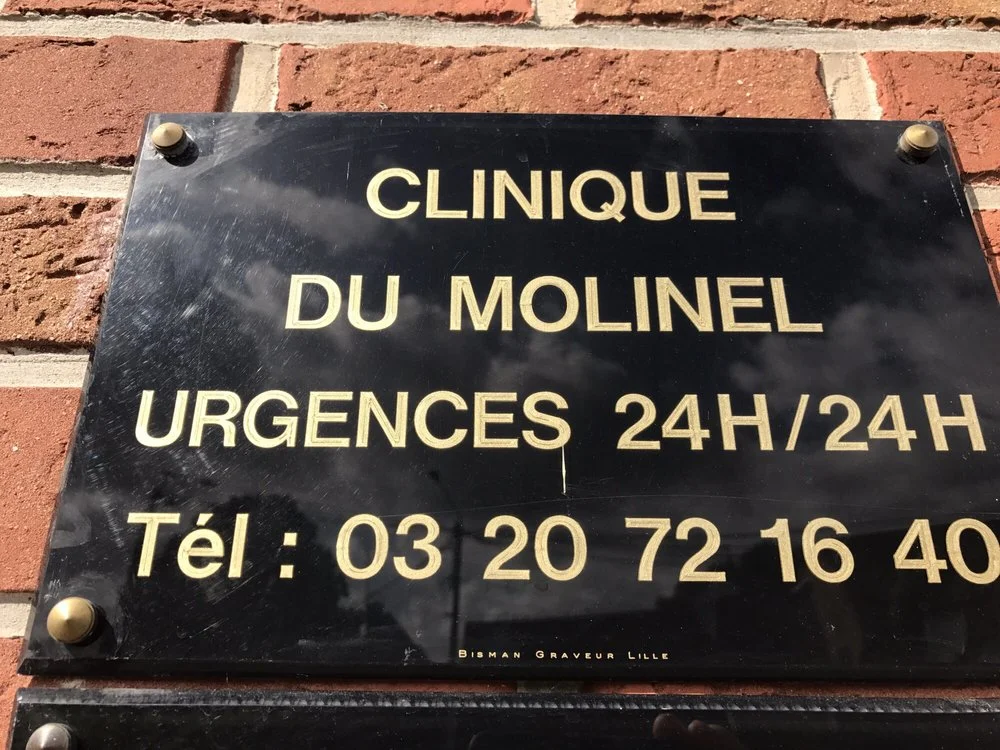 CLINIQUE
DU MOLINEL
URGENCES 24H/24H
Tél : 03 20 72 16 40
BISMAN GRAVEUR LILLE